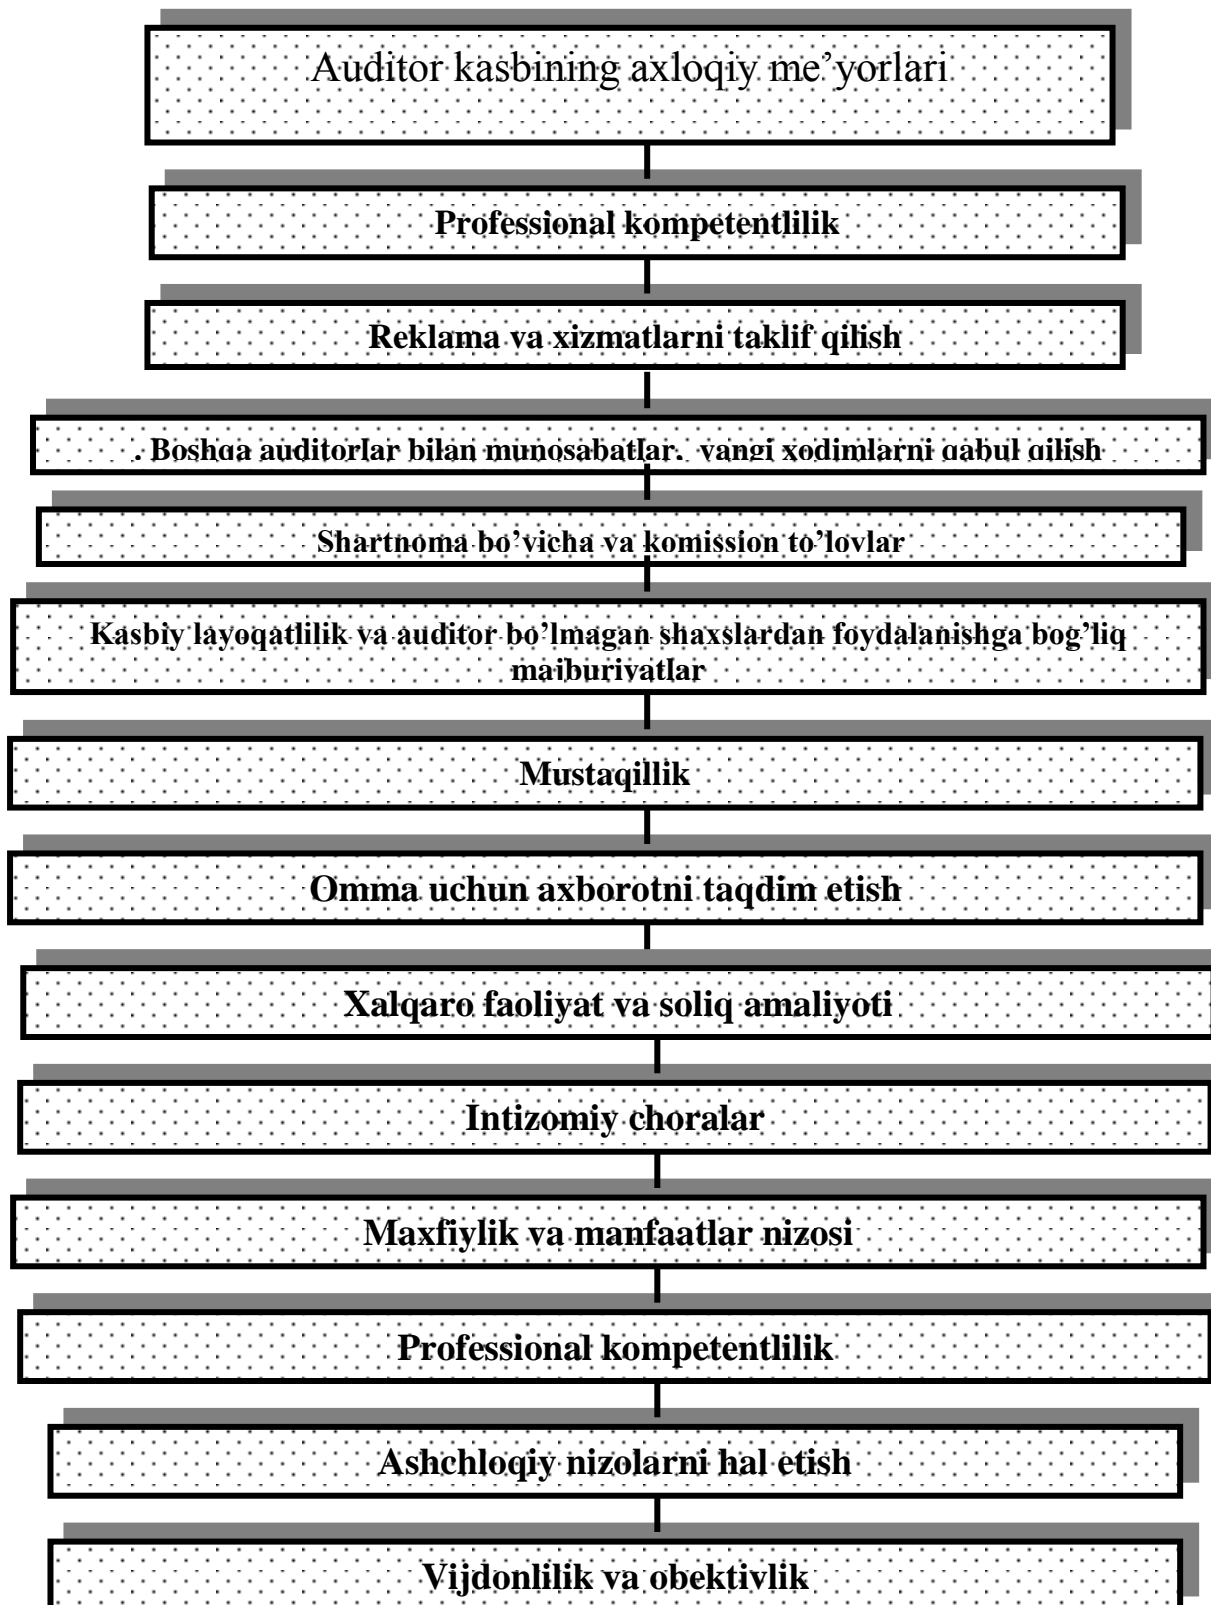 Auditor kasbining axloqiy me’yorlari
Professional kompetentlilik
Reklama va xizmatlarni taklif qilish
. Boshqa auditorlar bilan munosabatlar, yangi xodimlarni qabul qilish
Shartnoma bo’yicha va komission to’lovlar
Kasbiy layoqatlilik va auditor bo’lmagan shaxslardan foydalanishga bog’liq
majburiyatlar
Mustaqillik
Omma uchun axborotni taqdim etish
Xalqaro faoliyat va soliq amaliyoti
Intizomiy choralar
Maxfiylik va manfaatlar nizosi
Professional kompetentlilik
Ashchloqiy nizolarni hal etish
Vijdonlilik va obektivlik